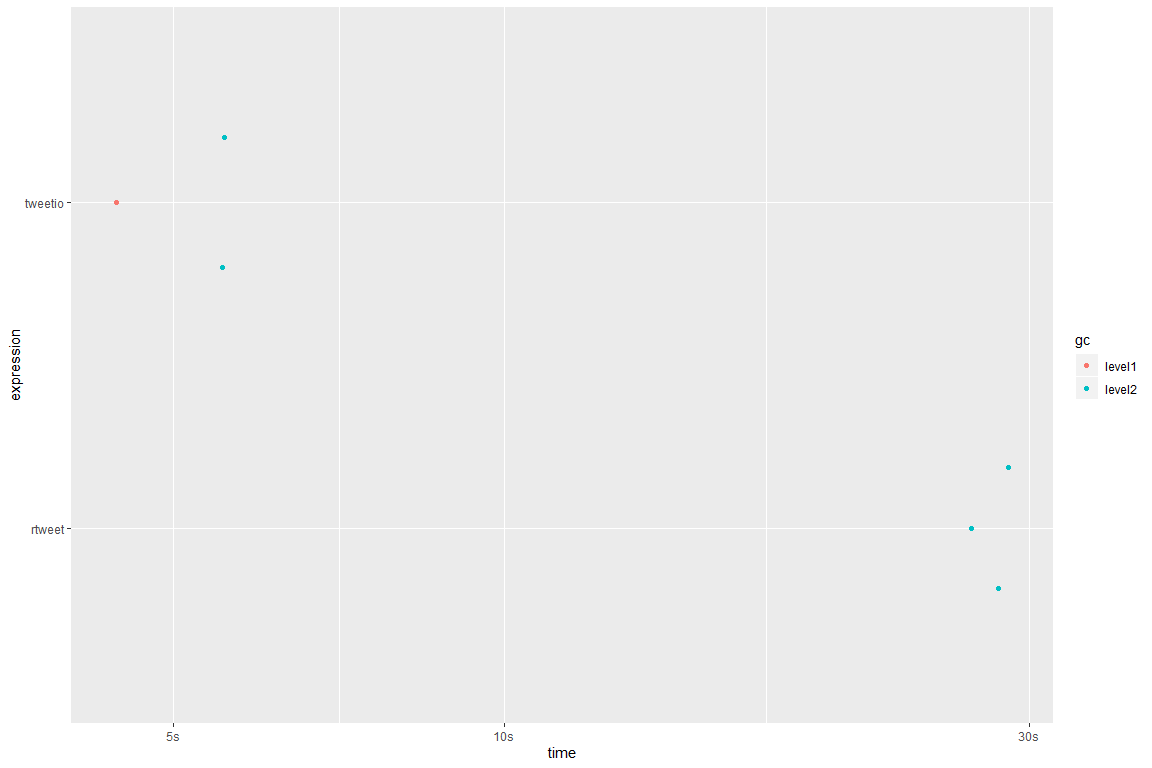 tweetio
rtweet
expression
5s
10s
30s
time
gc
level1
level2